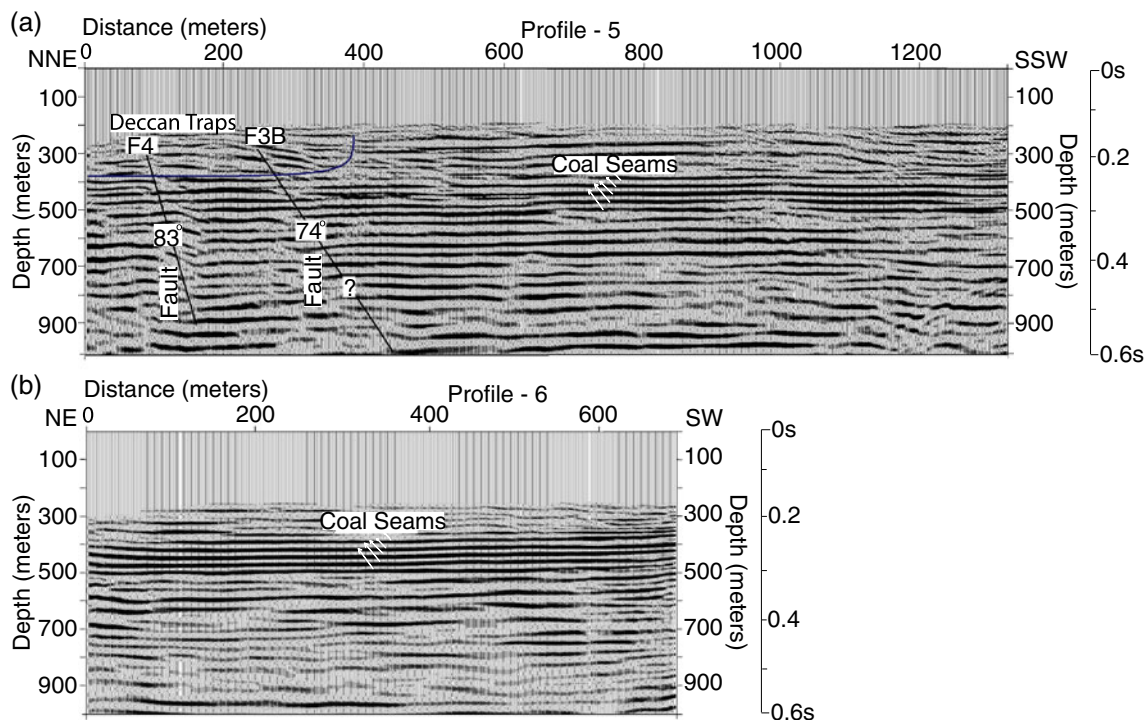 (a)
Distance (meters)
Profile - 5
0 200 400 600 800 1000 1200
NNE
SSW
0s
100
100
Deccan Traps
F4
F3B
300
300
0.2
Coal Seams
Depth (meters)
Depth (meters)
500
500
83°
74°
700
700
0.4
Fault
Fault
?
900
900
0.6s
(b)
Distance (meters)
Profile - 6
NE
0 200 400 600
SW
0s
100
100
300
300
0.2
Coal Seams
Depth (meters)
Depth (meters)
500
500
700
700
0.4
900
900
0.6s